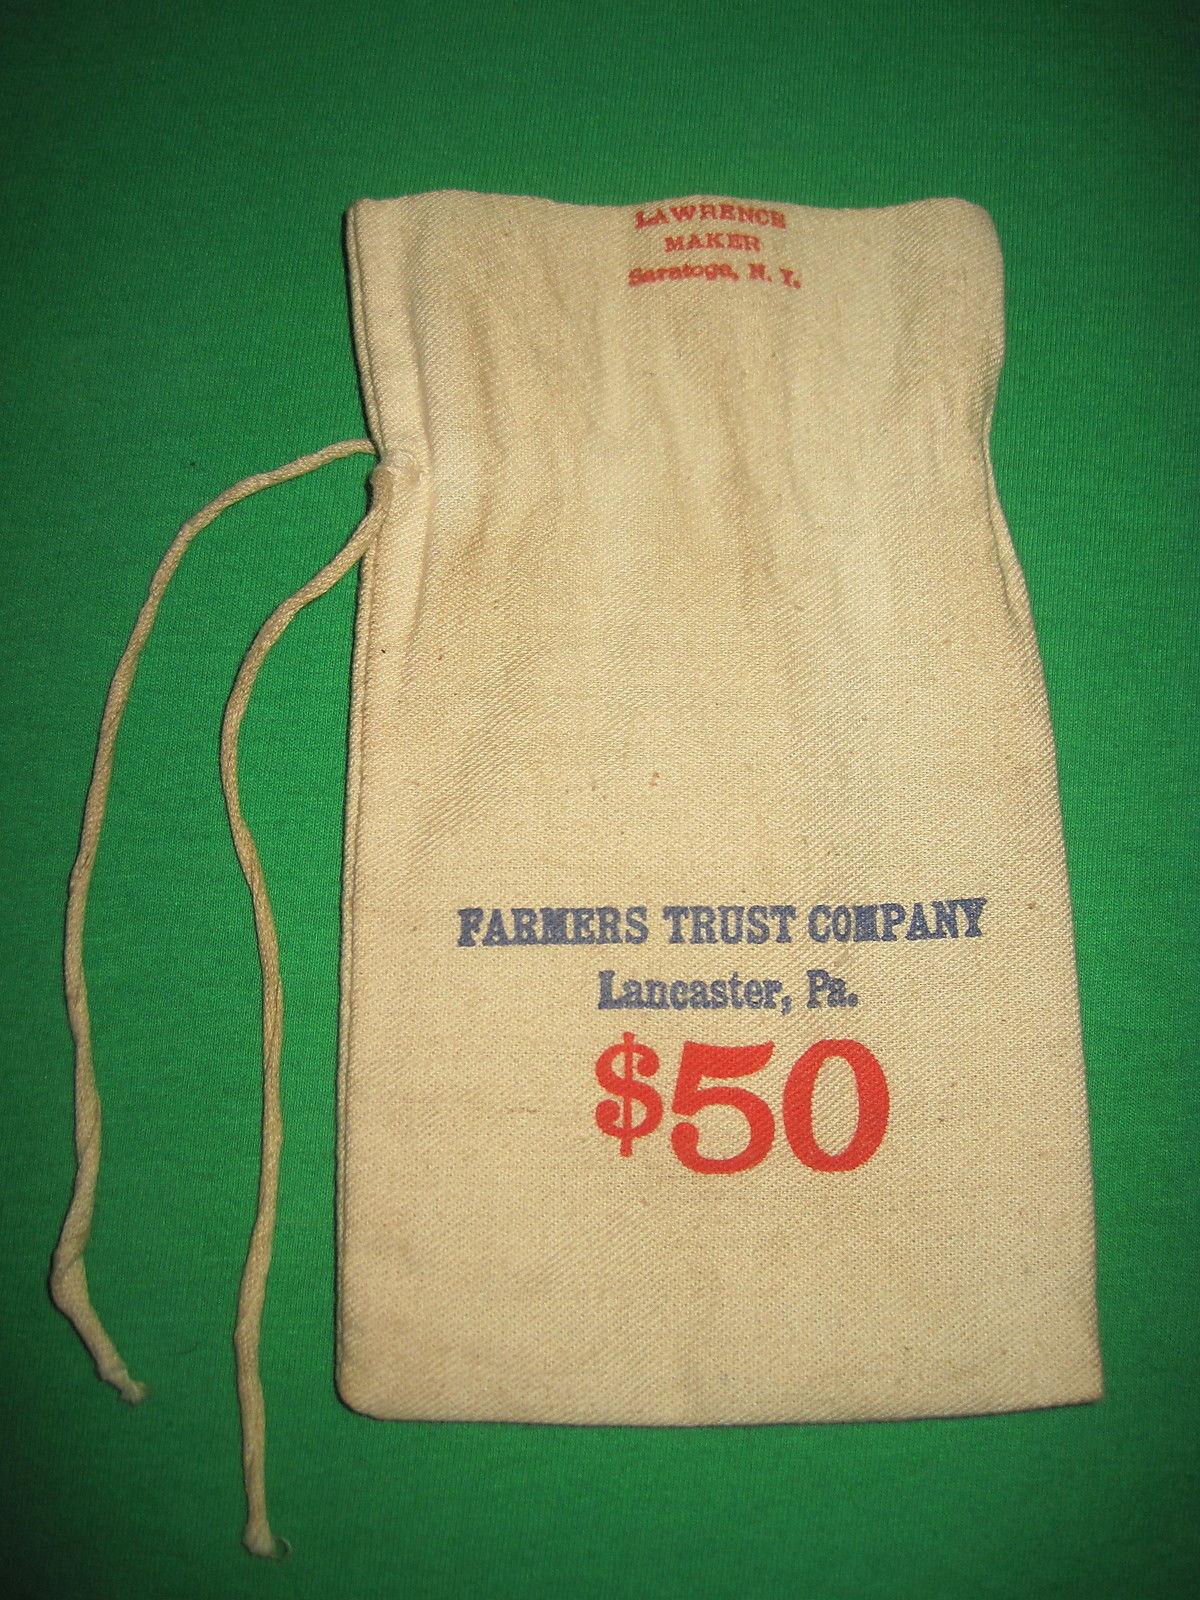 LAWRENCE
MAKER
Saratoga, N. Y.
FARMERS TRUST COMPANY
Lancaster, Pa.
$50